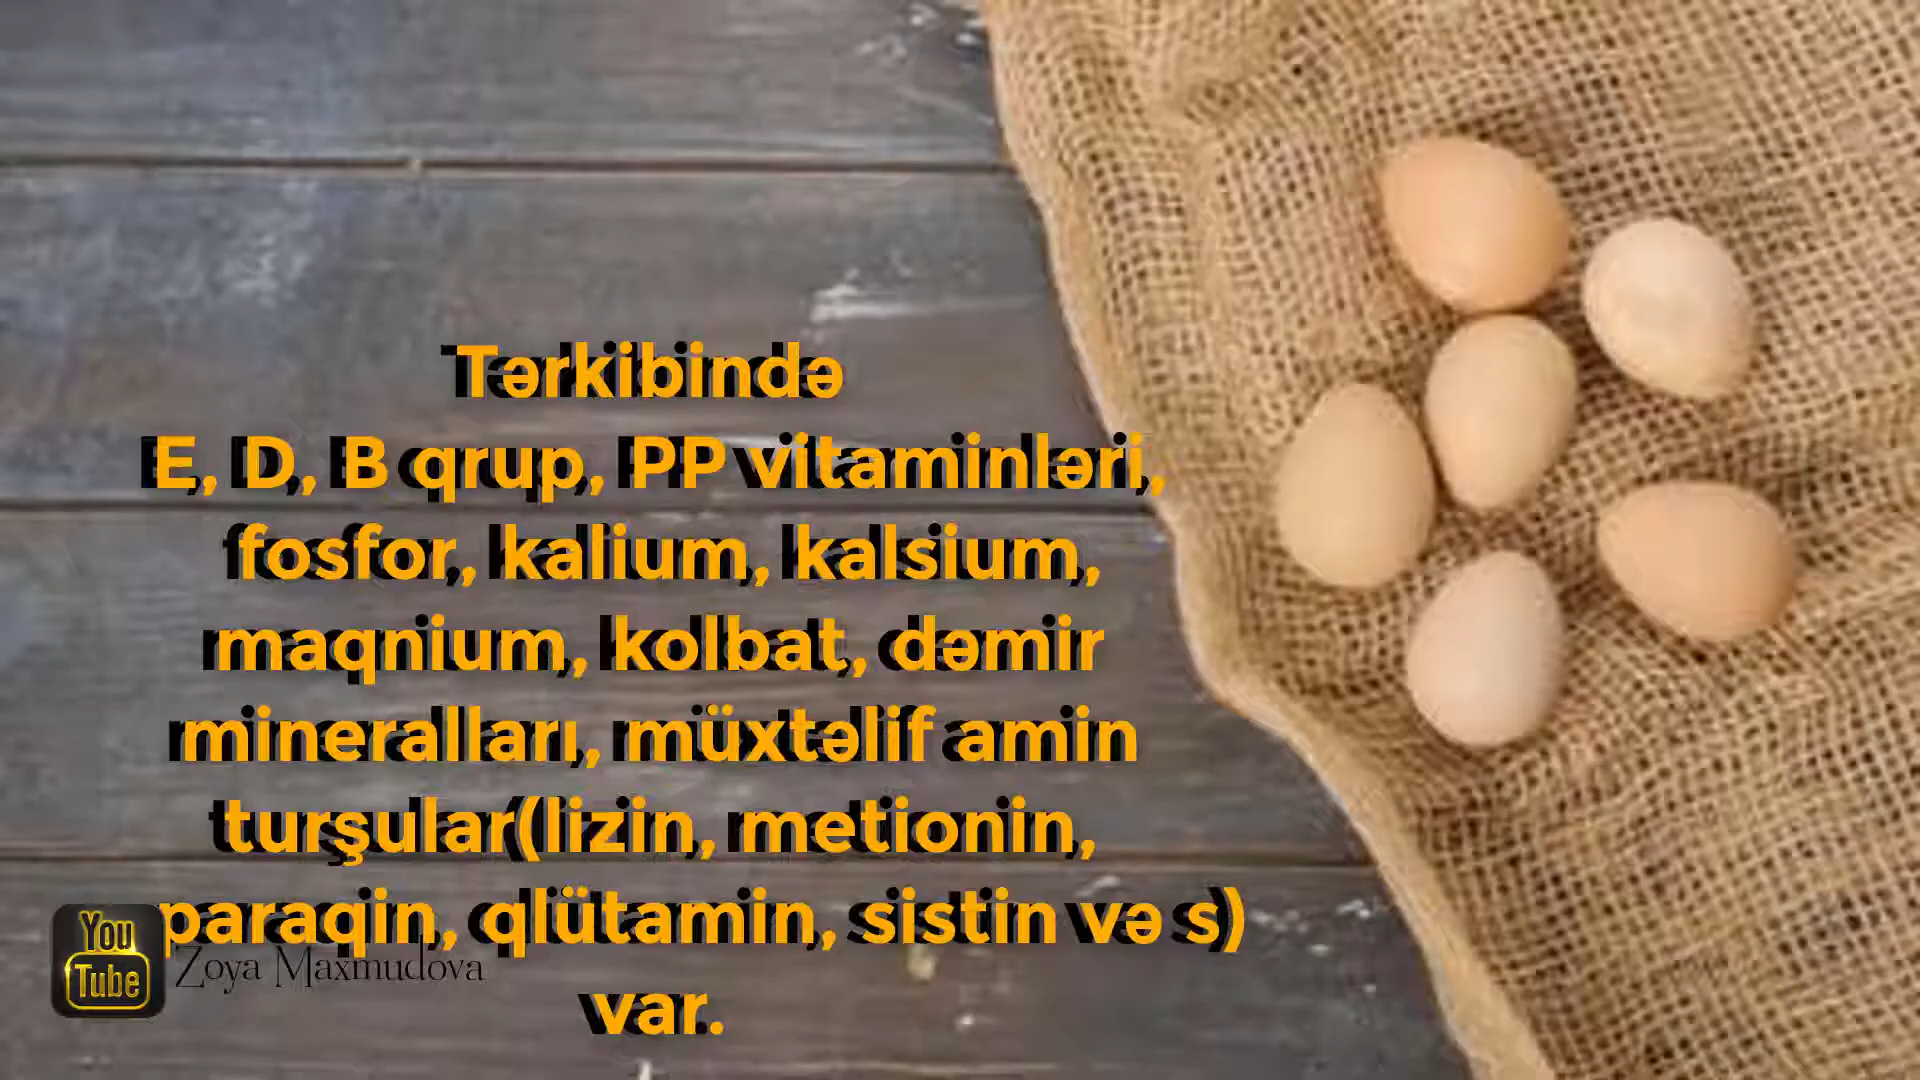 Tərkibində
E, D, B qrup, PP vitaminləri,
fosfor,, kalium, kalsium,
maqnium, kolbat, dəmir
mineralları, müxtəlif amin
turşular(lizin, metionin,
paraqin, qlütamin, sistin və s)
var.
You
Tube
Zoya Maxmudova